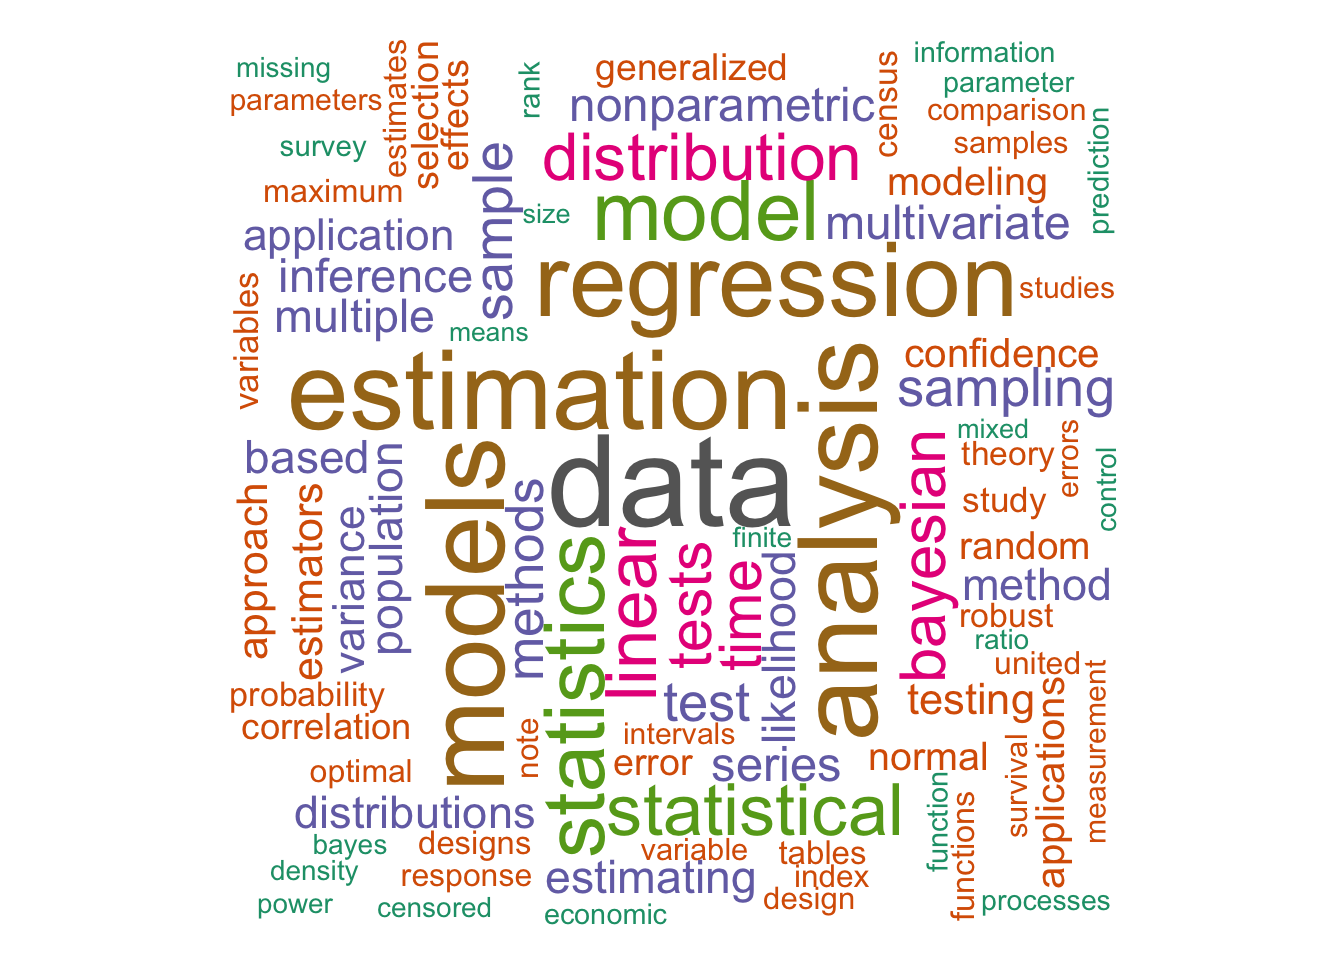 missing
parameters
survey
maximum
application
inference
multiple
variables
estimates
selection
effects
rank
sample
size
means
generalized
nonparametric
distribution
model
multivariate
regression
census
information
parameter
comparison
samples
modeling
prediction
studies
estimation
analysis
confidence
sampling
data
models
based
population
approach
estimators
variance
methods
statistics
linear
tests
time
finite
likelihood
bayesian
mixed
theory
errors
control
study
random
method
robust
ratio
united
testing
applications
measurement
probability
correlation
optimal
note
test
intervals
error
series
normal
survival
distributions
statistical
function
functions
bayes
designs
density
response
power
censored
variable
tables
estimating
index
design
economic
processes